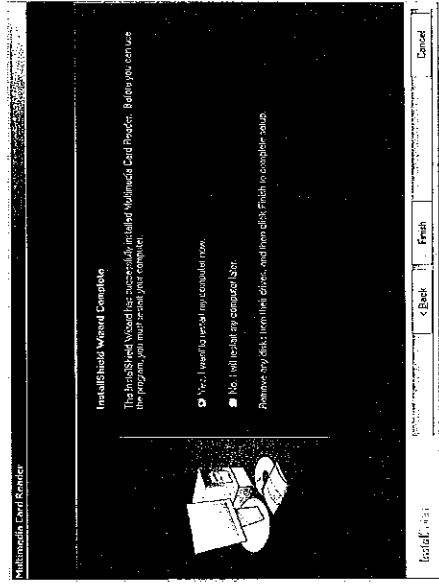 Multimedia Card Reader
InstallShield Wizard Complete
The InstallShield Wizard has successfully installed Multimedia Card Reader. Before you can use
the program, you must restart your computer.
Yes, I want to restart my computer now.
No, I will restart my computer later.
Remove any disks from their drives, and then click Finish to complete setup.
InstallShield
< Back
Finish
Cancel